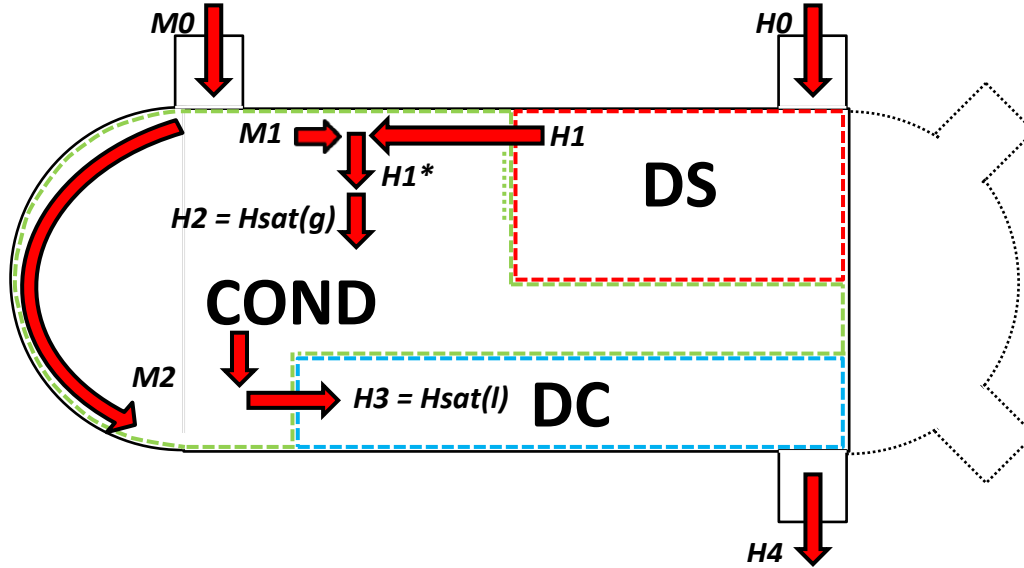 M0
H0
M1
H1
H1*
DS
H2 = Hsat(g)
COND
M2
H3 = Hsat(l)
DC
H4